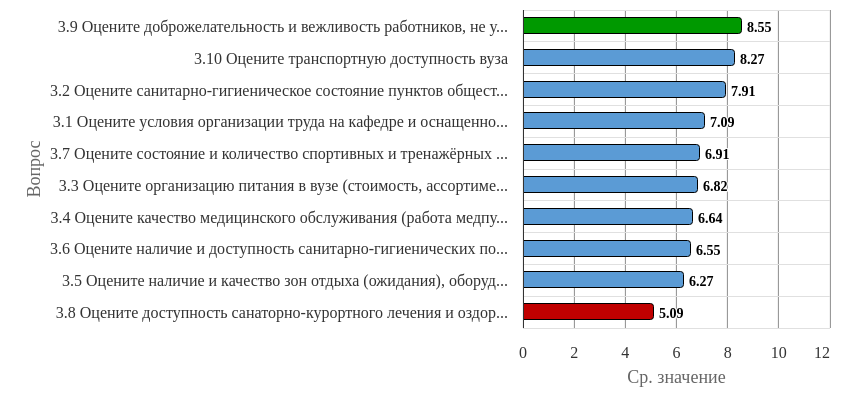 3.9 Оцените доброжелательность и вежливость работников, не у... 8.55
3.10 Оцените транспортную доступность вуза 8.27
3.2 Оцените санитарно-гигиеническое состояние пунктов общест... 7.91
3.1 Оцените условия организации труда на кафедре и оснащенно... 7.09
3.7 Оцените состояние и количество спортивных и тренажёрных ... 6.91
3.3 Оцените организацию питания в вузе (стоимость, ассортиме... 6.82
3.4 Оцените качество медицинского обслуживания (работа медпу... 6.64
3.6 Оцените наличие и доступность санитарно-гигиенических по... 6.55
3.5 Оцените наличие и качество зон отдыха (ожидания), оборуд... 6.27
3.8 Оцените доступность санаторно-курортного лечения и оздор... 5.09
Вопрос
0 2 4 6 8 10 12
Ср. значение